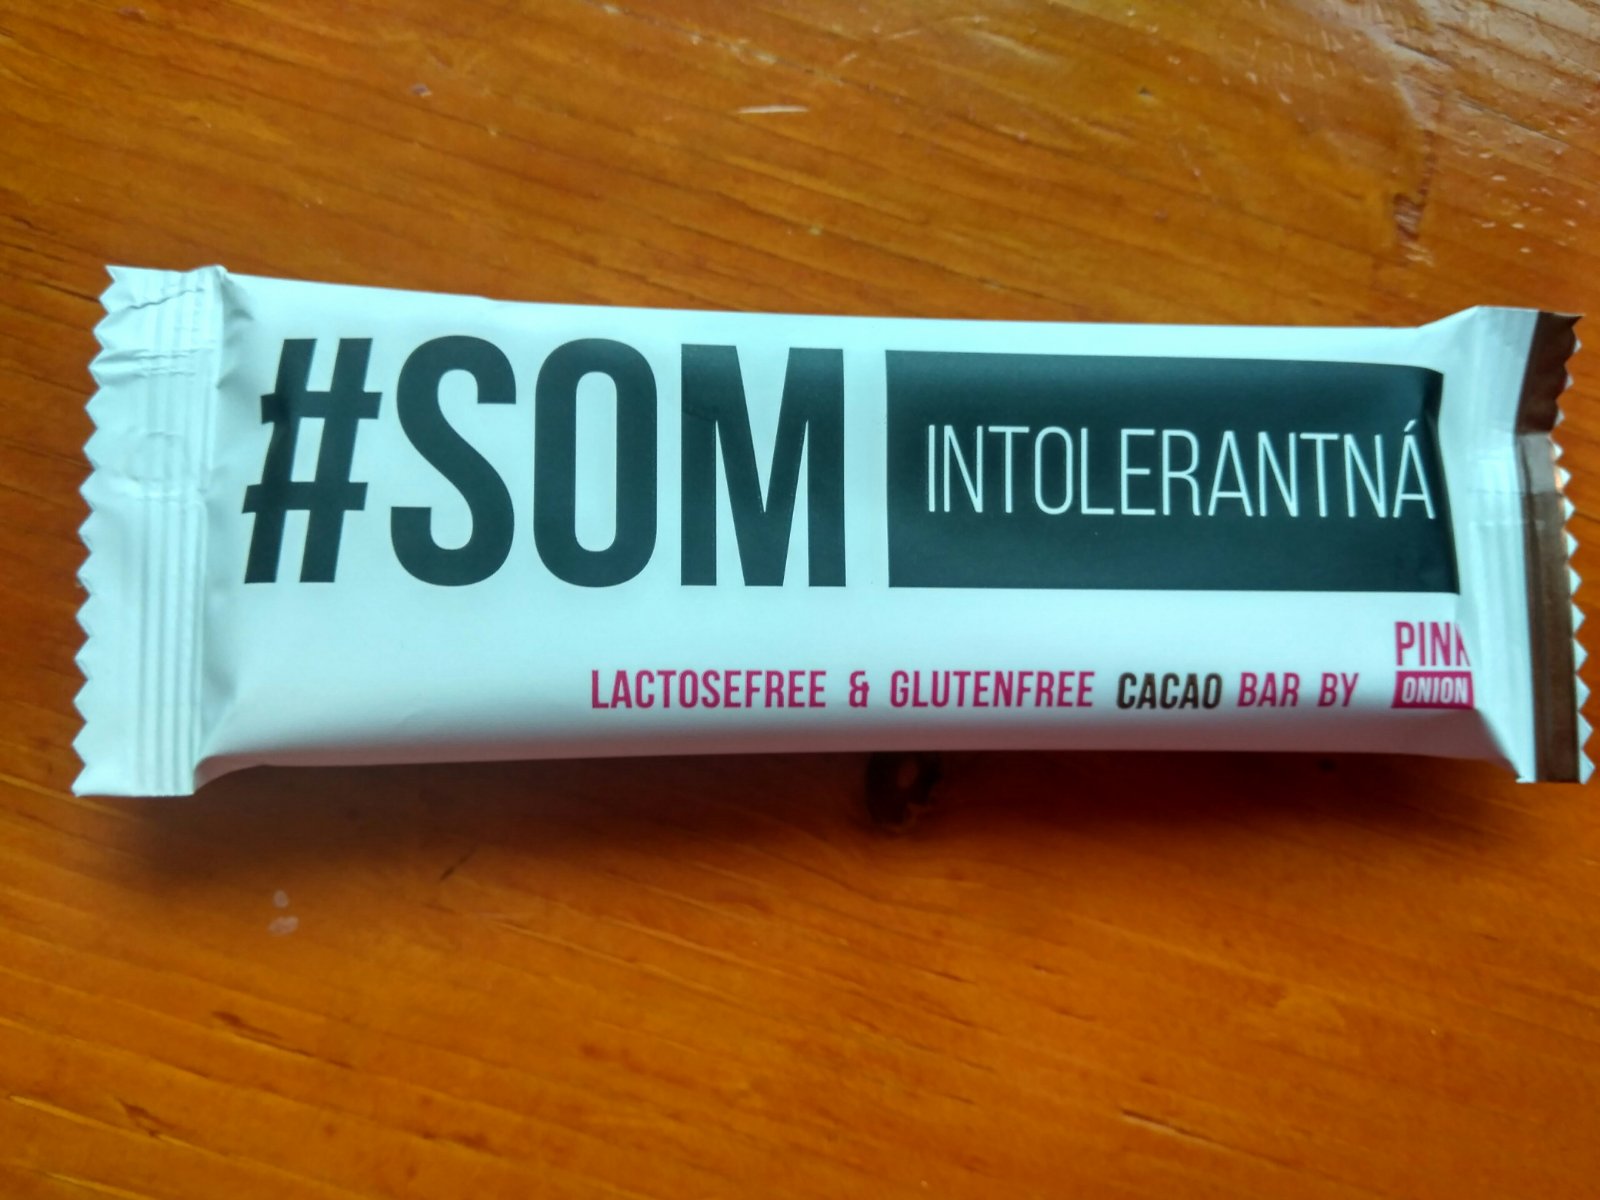 #SOM INTOLERANTNÁ
LACTOSEFREE & GLUTENFREE CACAO BAR BY PINK ONION